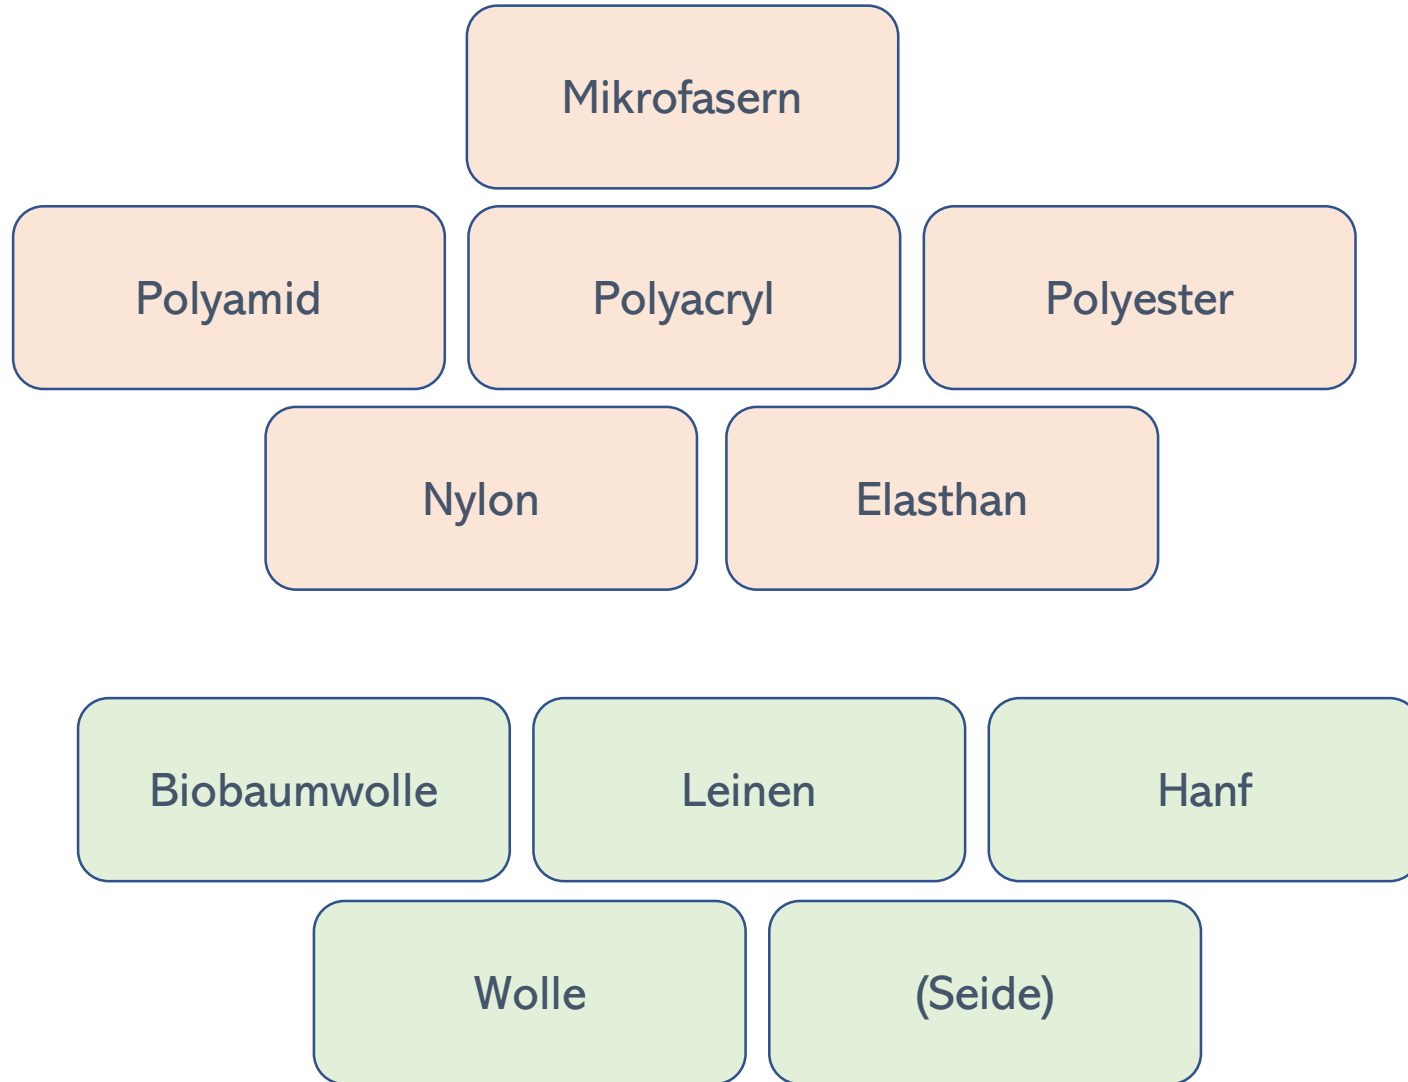 Mikrofasern
Polyamid
Polyacryl
Polyester
Nylon
Elasthan
Biobaumwolle
Leinen
Hanf
Wolle
(Seide)